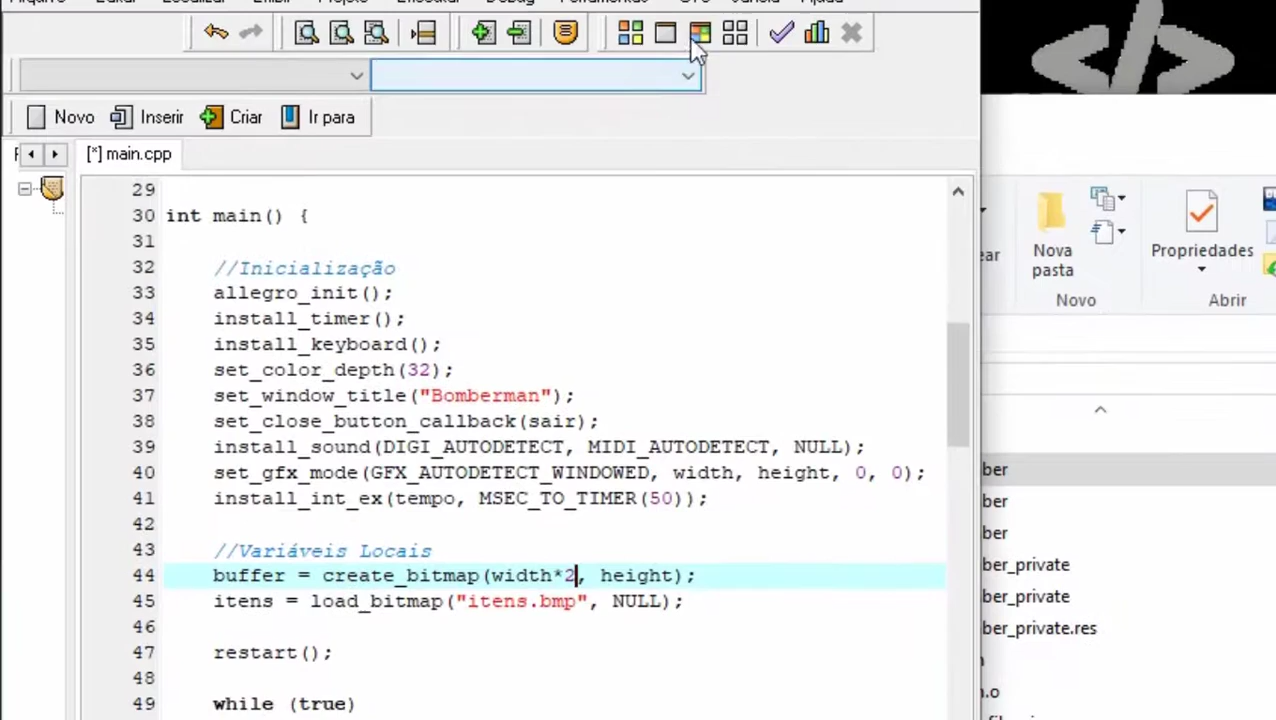 Novo Inserir Criar Ir para
[*] main.cpp
29
30 int main() {
31
32 //Inicialização
33 allegro_init();
34 install_timer();
35 install_keyboard();
36 set_color_depth(32);
37 set_window_title("Bomberman");
38 set_close_button_callback(sair);
39 install_sound(DIGI_AUTODETECT, MIDI_AUTODETECT, NULL);
40 set_gfx_mode(GFX_AUTODETECT_WINDOWED, width, height, 0, 0);
41 install_int_ex(tempo, MSEC_TO_TIMER(50));
42
43 //Variáveis Locais
44 buffer = create_bitmap(width*2, height);
45 itens = load_bitmap("itens.bmp", NULL);
46
47 restart();
48
49 while (true)
ear
Nova pasta
Propriedades
Novo
Abrir
ber
ber
ber
ber_private
ber_private
ber_private.res
n.o